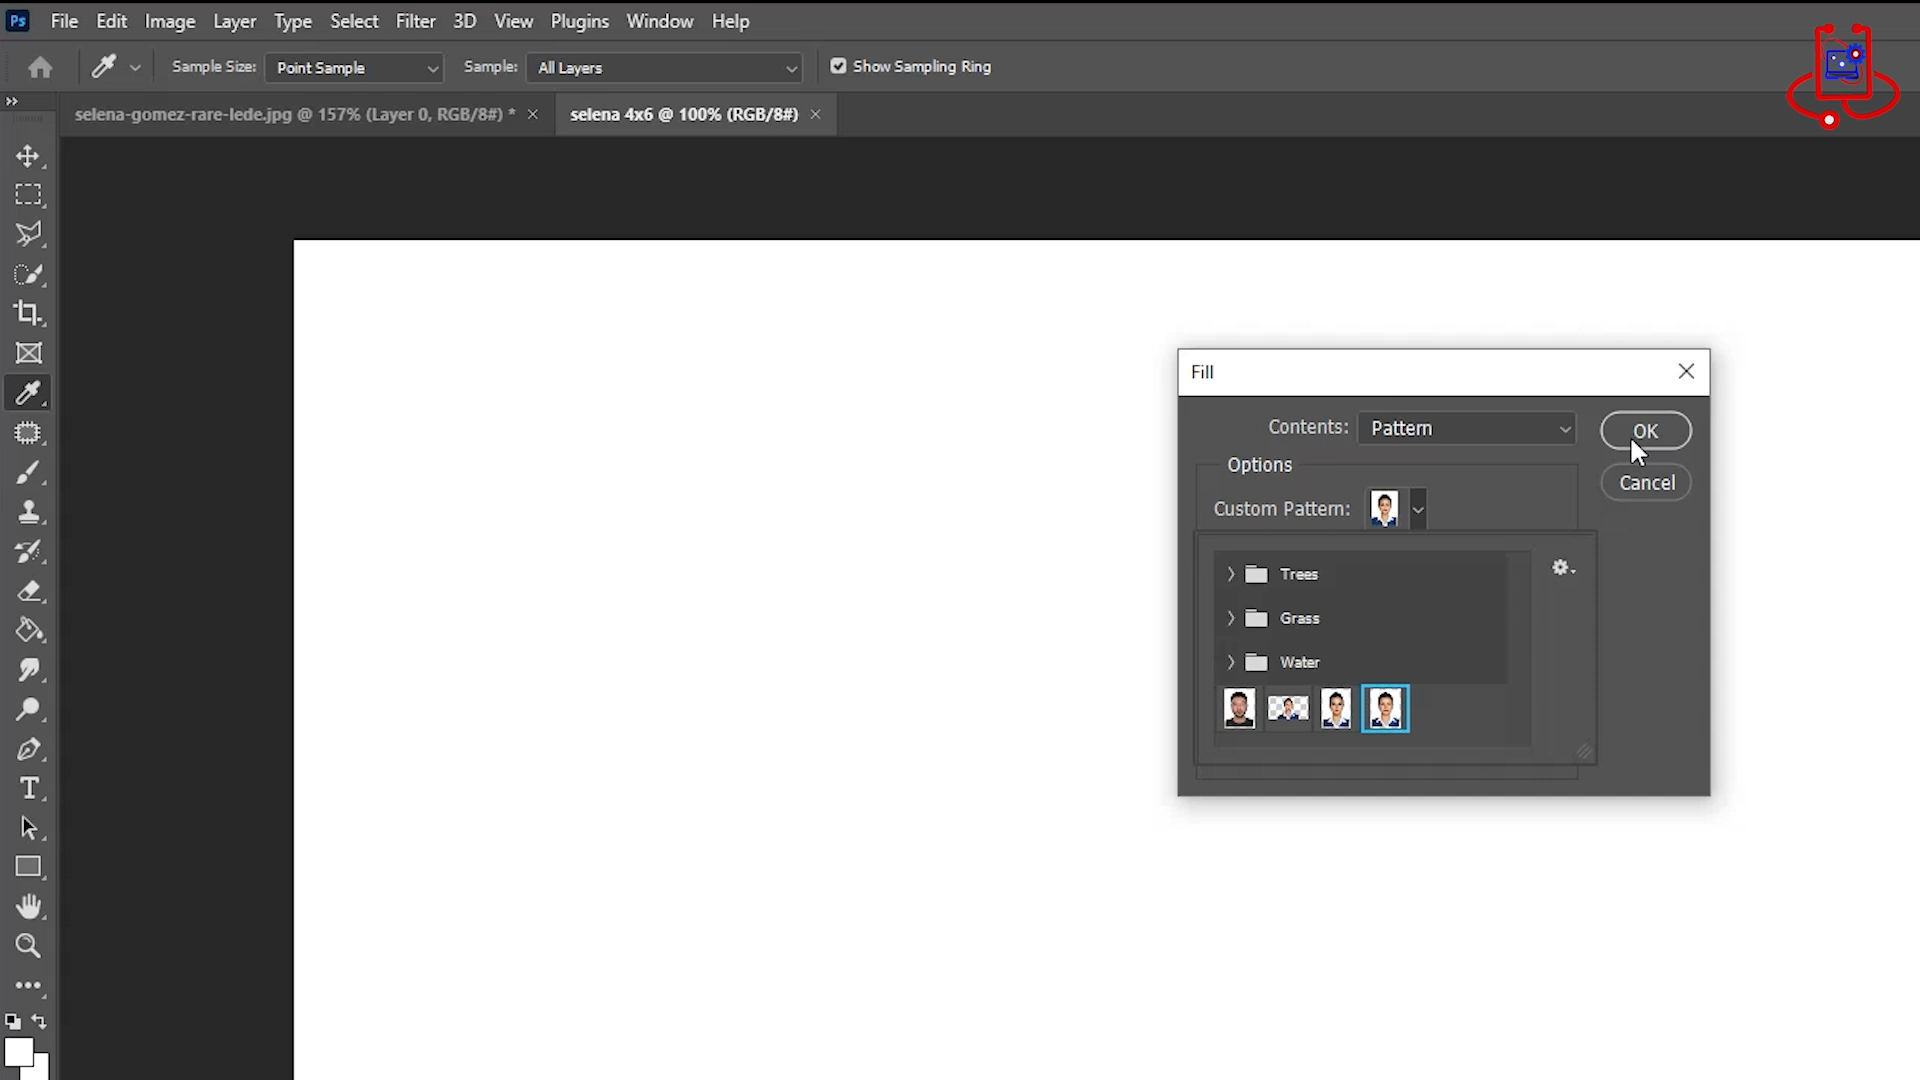 Ps File Edit Image Layer Type Select Filter 3D View Plugins Window Help
Sample Size: Point Sample Sample: All Layers Show Sampling Ring
selena-gomez-rare-lede.jpg @ 157% (Layer 0, RGB/8#) * selena 4x6 @ 100% (RGB/8#)
Fill
Contents: Pattern OK
Options
Cancel
Custom Pattern:
Trees
Grass
Water